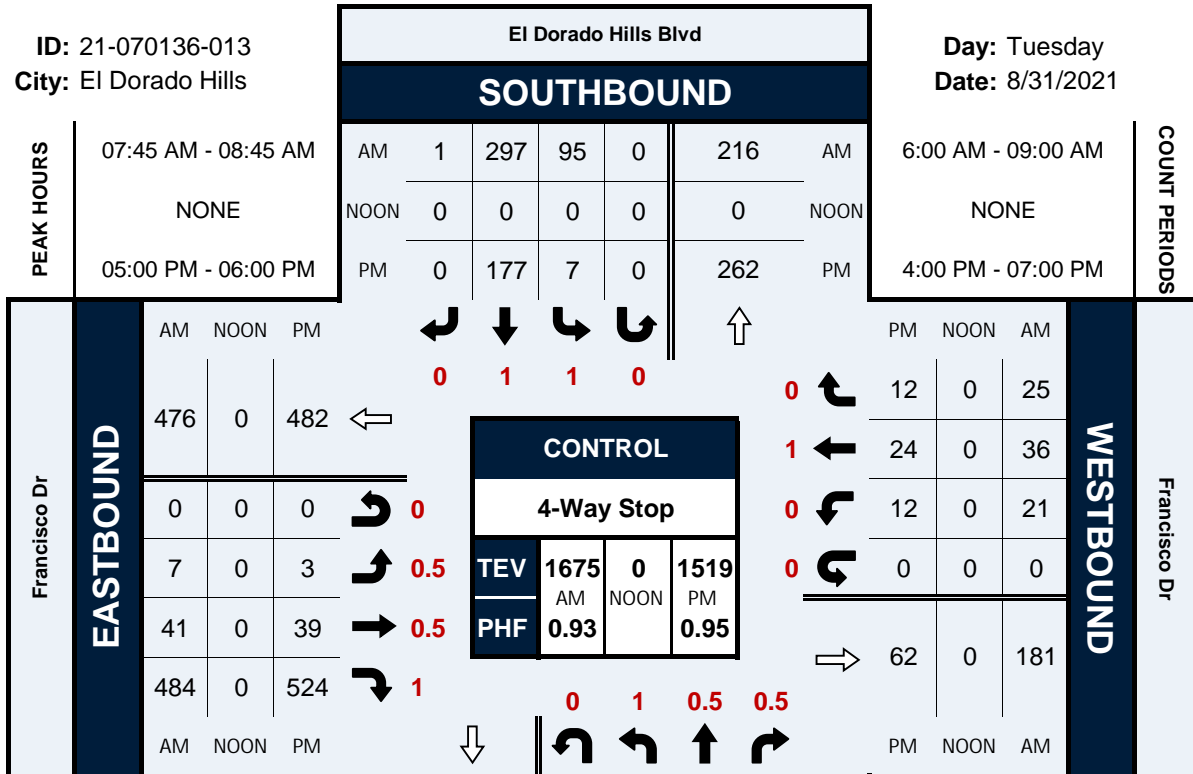 El Dorado Hills Blvd
ID: 21-070136-013
Day: Tuesday
City: El Dorado Hills
SOUTHBOUND
Date: 8/31/2021
PEAK HOURS
07:45 AM - 08:45 AM
AM 1 297 95 0 216 AM
6:00 AM - 09:00 AM
COUNT PERIODS
NONE
NOON 0 0 0 0 0 NOON
NONE
05:00 PM - 06:00 PM
PM 0 177 7 0 262 PM
4:00 PM - 07:00 PM
Francisco Dr
EASTBOUND
AM NOON PM
476 0 482
0 0 0 0
7 0 3 0.5
41 0 39 0.5
484 0 524 1
AM NOON PM
0 1 1 0
CONTROL
4-Way Stop
TEV 1675 0 1519
AM NOON PM
PHF 0.93 0.95
0 1 0.5 0.5
PM NOON AM
0 12 0 25
1 24 0 36
0 12 0 21
0 0 0 0
62 0 181
PM NOON AM
WESTBOUND
Francisco Dr